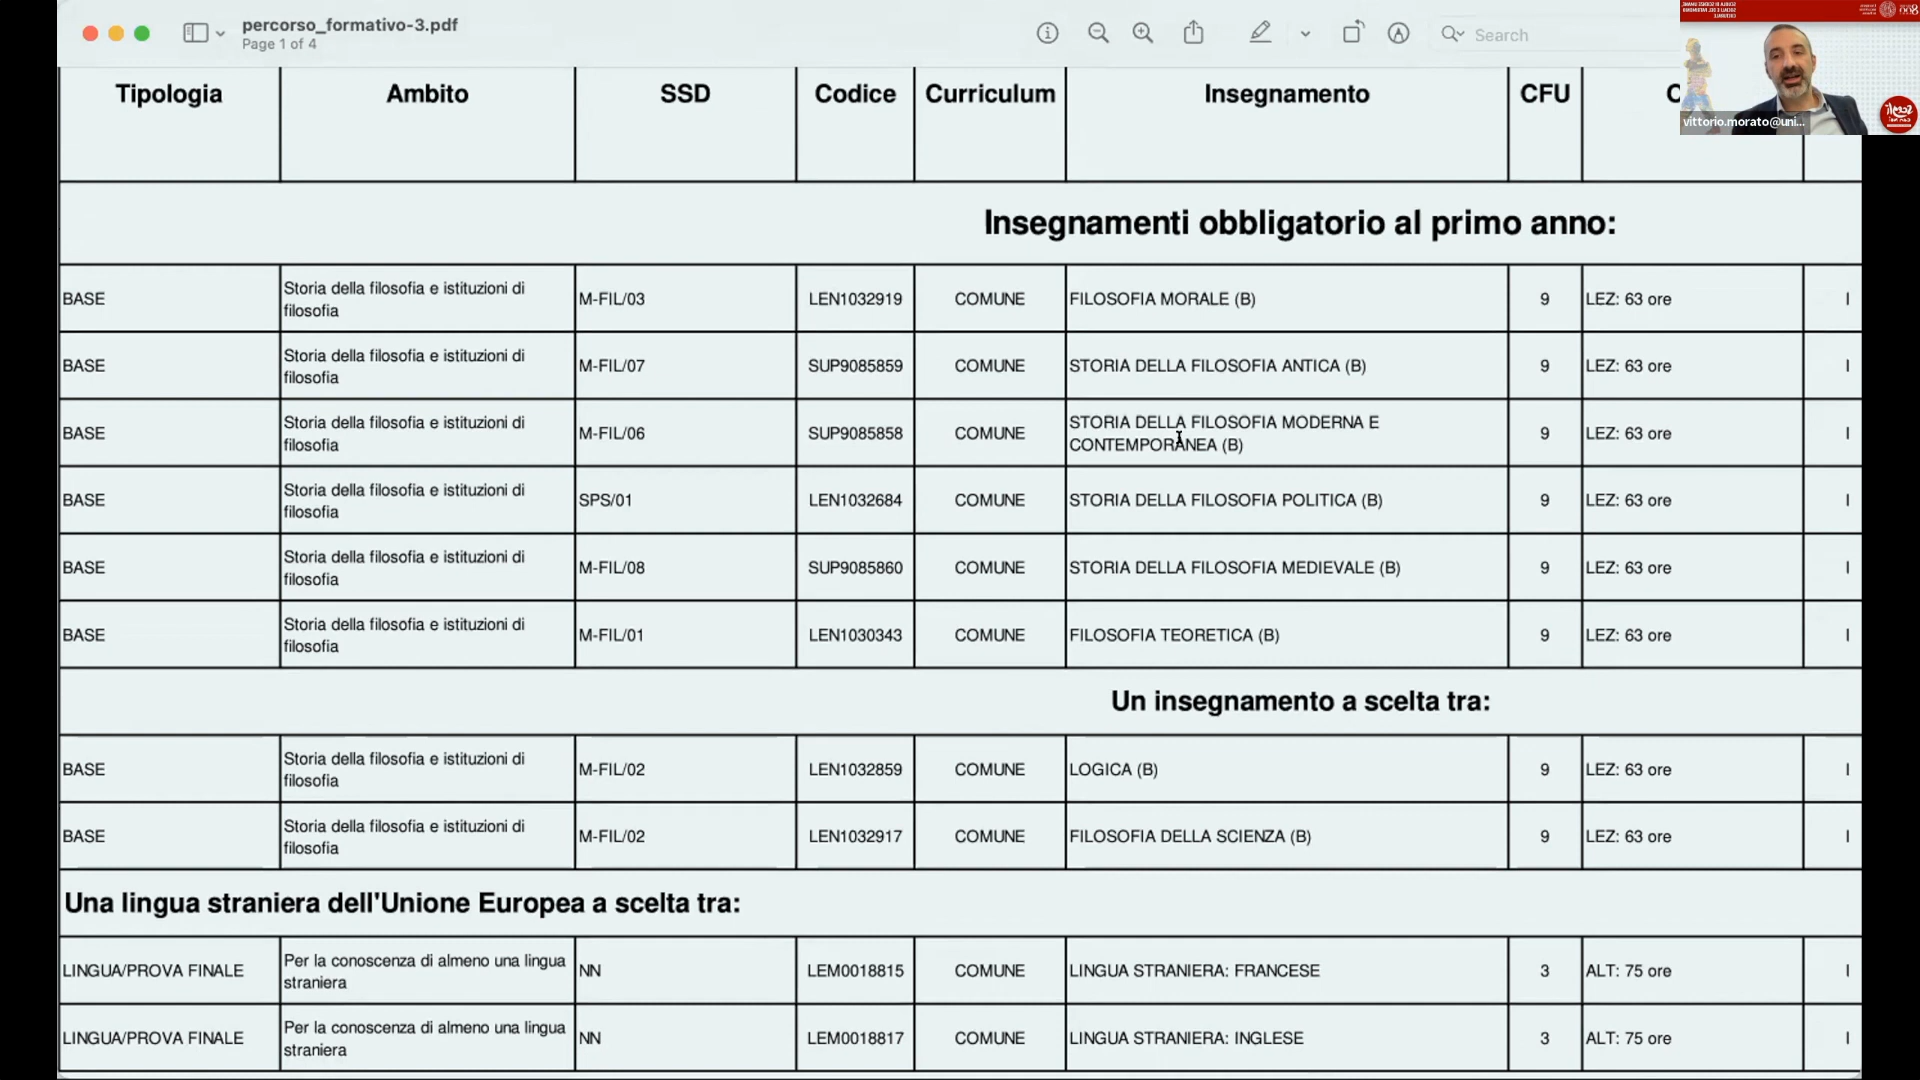 percorso_formativo-3.pdf
Page 1 of 4
Search
vittorio.morato@uni...
Tipologia Ambito SSD Codice Curriculum Insegnamento CFU
Insegnamenti obbligatorio al primo anno:
BASE Storia della filosofia e istituzioni di filosofia M-FIL/03 LEN1032919 COMUNE FILOSOFIA MORALE (B) 9 LEZ: 63 ore I
BASE Storia della filosofia e istituzioni di filosofia M-FIL/07 SUP9085859 COMUNE STORIA DELLA FILOSOFIA ANTICA (B) 9 LEZ: 63 ore I
BASE Storia della filosofia e istituzioni di filosofia M-FIL/06 SUP9085858 COMUNE STORIA DELLA FILOSOFIA MODERNA E CONTEMPORANEA (B) 9 LEZ: 63 ore I
BASE Storia della filosofia e istituzioni di filosofia SPS/01 LEN1032684 COMUNE STORIA DELLA FILOSOFIA POLITICA (B) 9 LEZ: 63 ore I
BASE Storia della filosofia e istituzioni di filosofia M-FIL/08 SUP9085860 COMUNE STORIA DELLA FILOSOFIA MEDIEVALE (B) 9 LEZ: 63 ore I
BASE Storia della filosofia e istituzioni di filosofia M-FIL/01 LEN1030343 COMUNE FILOSOFIA TEORETICA (B) 9 LEZ: 63 ore I
Un insegnamento a scelta tra:
BASE Storia della filosofia e istituzioni di filosofia M-FIL/02 LEN1032859 COMUNE LOGICA (B) 9 LEZ: 63 ore I
BASE Storia della filosofia e istituzioni di filosofia M-FIL/02 LEN1032917 COMUNE FILOSOFIA DELLA SCIENZA (B) 9 LEZ: 63 ore I
Una lingua straniera dell'Unione Europea a scelta tra:
LINGUA/PROVA FINALE Per la conoscenza di almeno una lingua straniera NN LEM0018815 COMUNE LINGUA STRANIERA: FRANCESE 3 ALT: 75 ore I
LINGUA/PROVA FINALE Per la conoscenza di almeno una lingua straniera NN LEM0018817 COMUNE LINGUA STRANIERA: INGLESE 3 ALT: 75 ore I